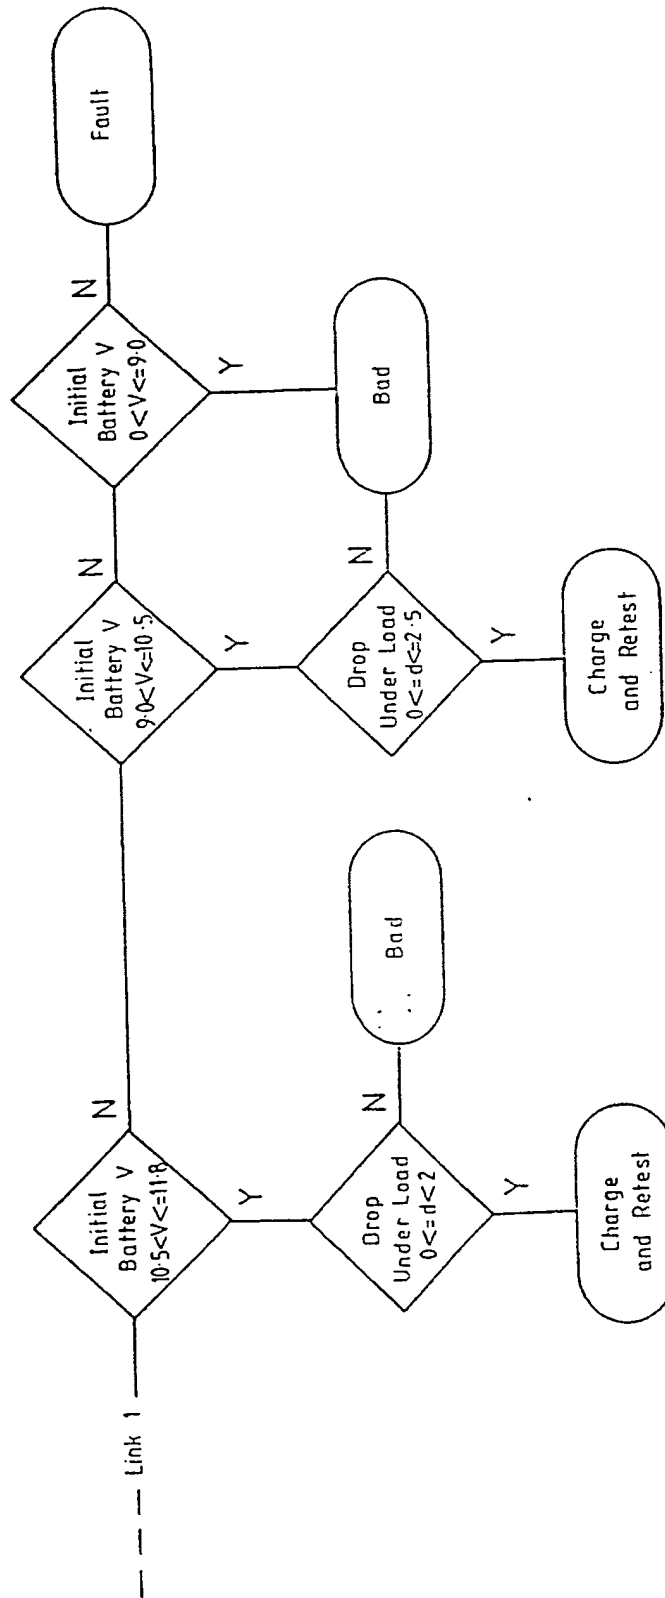 Link 1
Initial
Battery V
10·5<V<=11·8
N
Y
Drop
Under Load
0<=d<2
N
Bad
Y
Charge
and Retest
Initial
Battery V
9·0<V<=10·5
N
Y
Drop
Under Load
0<=d<=2·5
N
Y
Charge
and Retest
Initial
Battery V
0<V<=9·0
N
Fault
Y
Bad